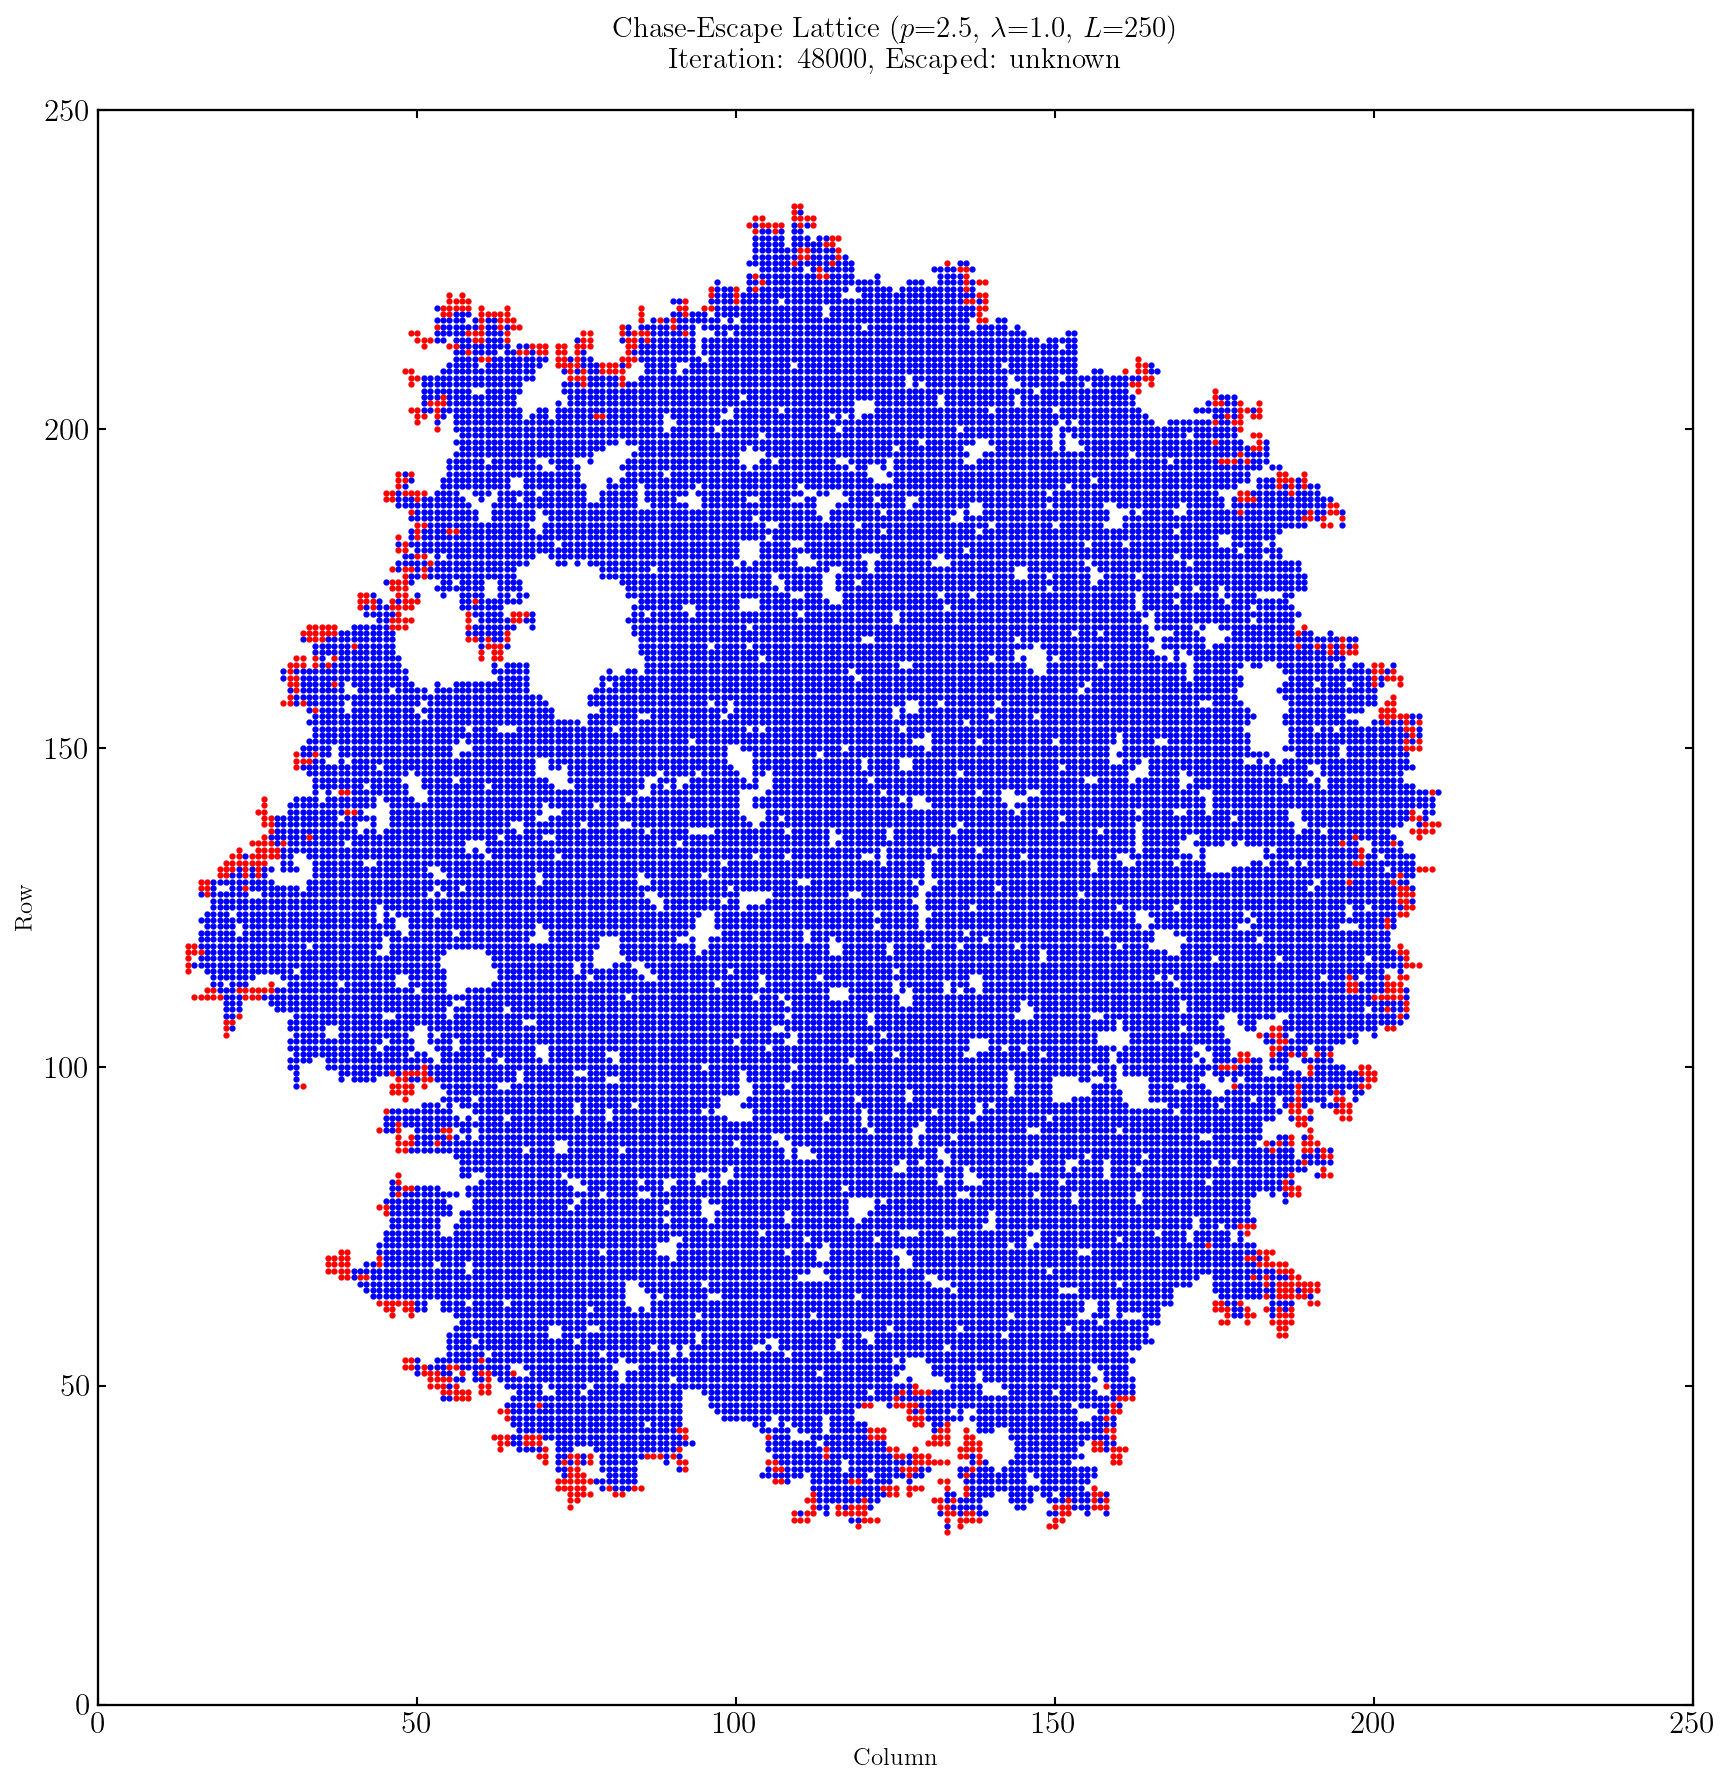 Chase-Escape Lattice (p=2.5, λ=1.0, L=250)
Iteration: 48000, Escaped: unknown
250
200
150
100
50
0
Row
0 50 100 150 200 250
Column